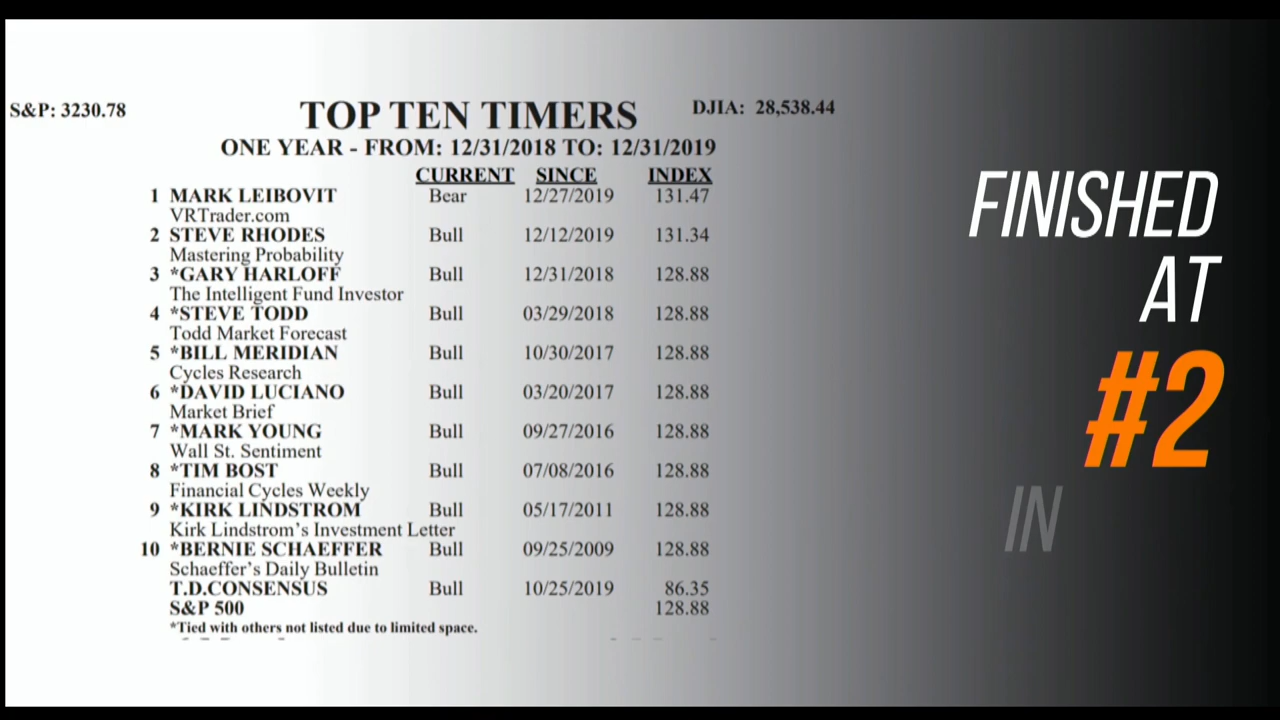 S&P: 3230.78
TOP TEN TIMERS
DJIA: 28,538.44
ONE YEAR - FROM: 12/31/2018 TO: 12/31/2019
CURRENT SINCE INDEX
1 MARK LEIBOVIT Bear 12/27/2019 131.47
VRTrader.com
2 STEVE RHODES Bull 12/12/2019 131.34
Mastering Probability
3 *GARY HARLOFF Bull 12/31/2018 128.88
The Intelligent Fund Investor
4 *STEVE TODD Bull 03/29/2018 128.88
Todd Market Forecast
5 *BILL MERIDIAN Bull 10/30/2017 128.88
Cycles Research
6 *DAVID LUCIANO Bull 03/20/2017 128.88
Market Brief
7 *MARK YOUNG Bull 09/27/2016 128.88
Wall St. Sentiment
8 *TIM BOST Bull 07/08/2016 128.88
Financial Cycles Weekly
9 *KIRK LINDSTROM Bull 05/17/2011 128.88
Kirk Lindstrom's Investment Letter
10 *BERNIE SCHAEFFER Bull 09/25/2009 128.88
Schaeffer's Daily Bulletin
T.D.CONSENSUS Bull 10/25/2019 86.35
S&P 500 128.88
*Tied with others not listed due to limited space.
FINISHED
AT
#2
IN